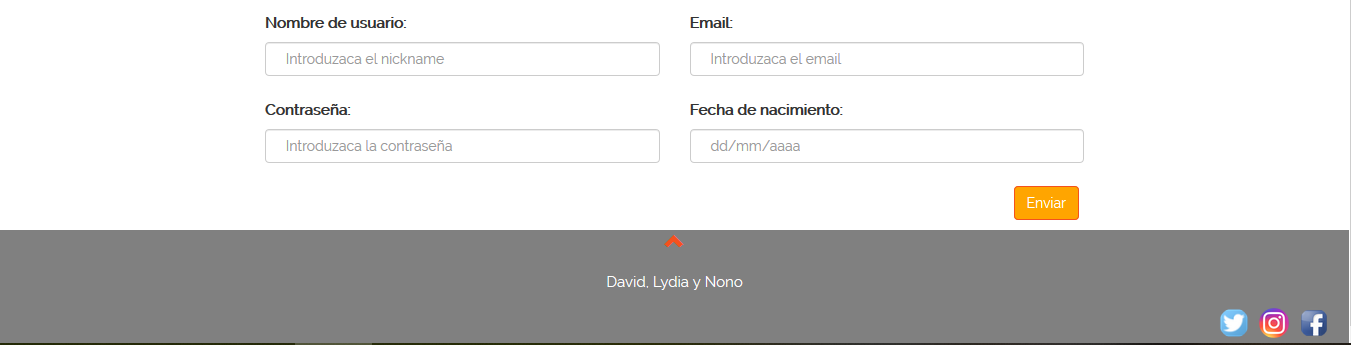 Nombre de usuario:
Email:
Introduzaca el nickname
Introduzaca el email
Contraseña:
Fecha de nacimiento:
Introduzaca la contraseña
dd/mm/aaaa
Enviar
David, Lydia y Nono